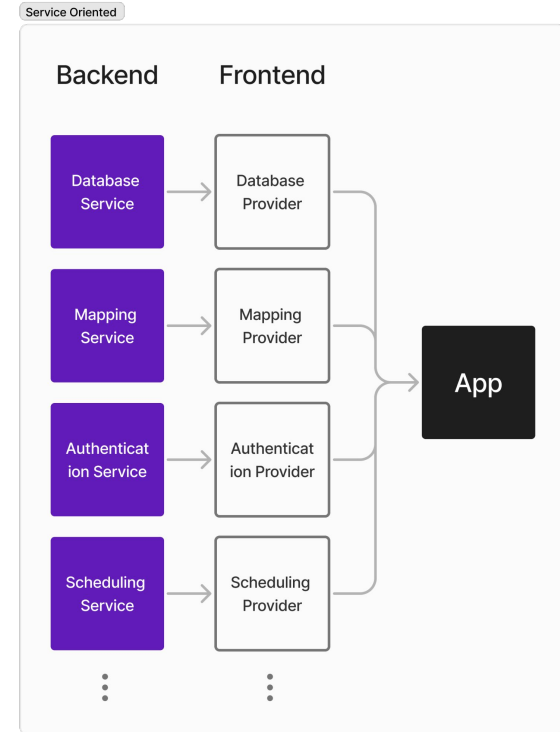 Service Oriented
Backend
Frontend
Database
Service
Database
Provider
Mapping
Service
Mapping
Provider
App
Authenticat
ion Service
Authenticat
ion Provider
Scheduling
Service
Scheduling
Provider